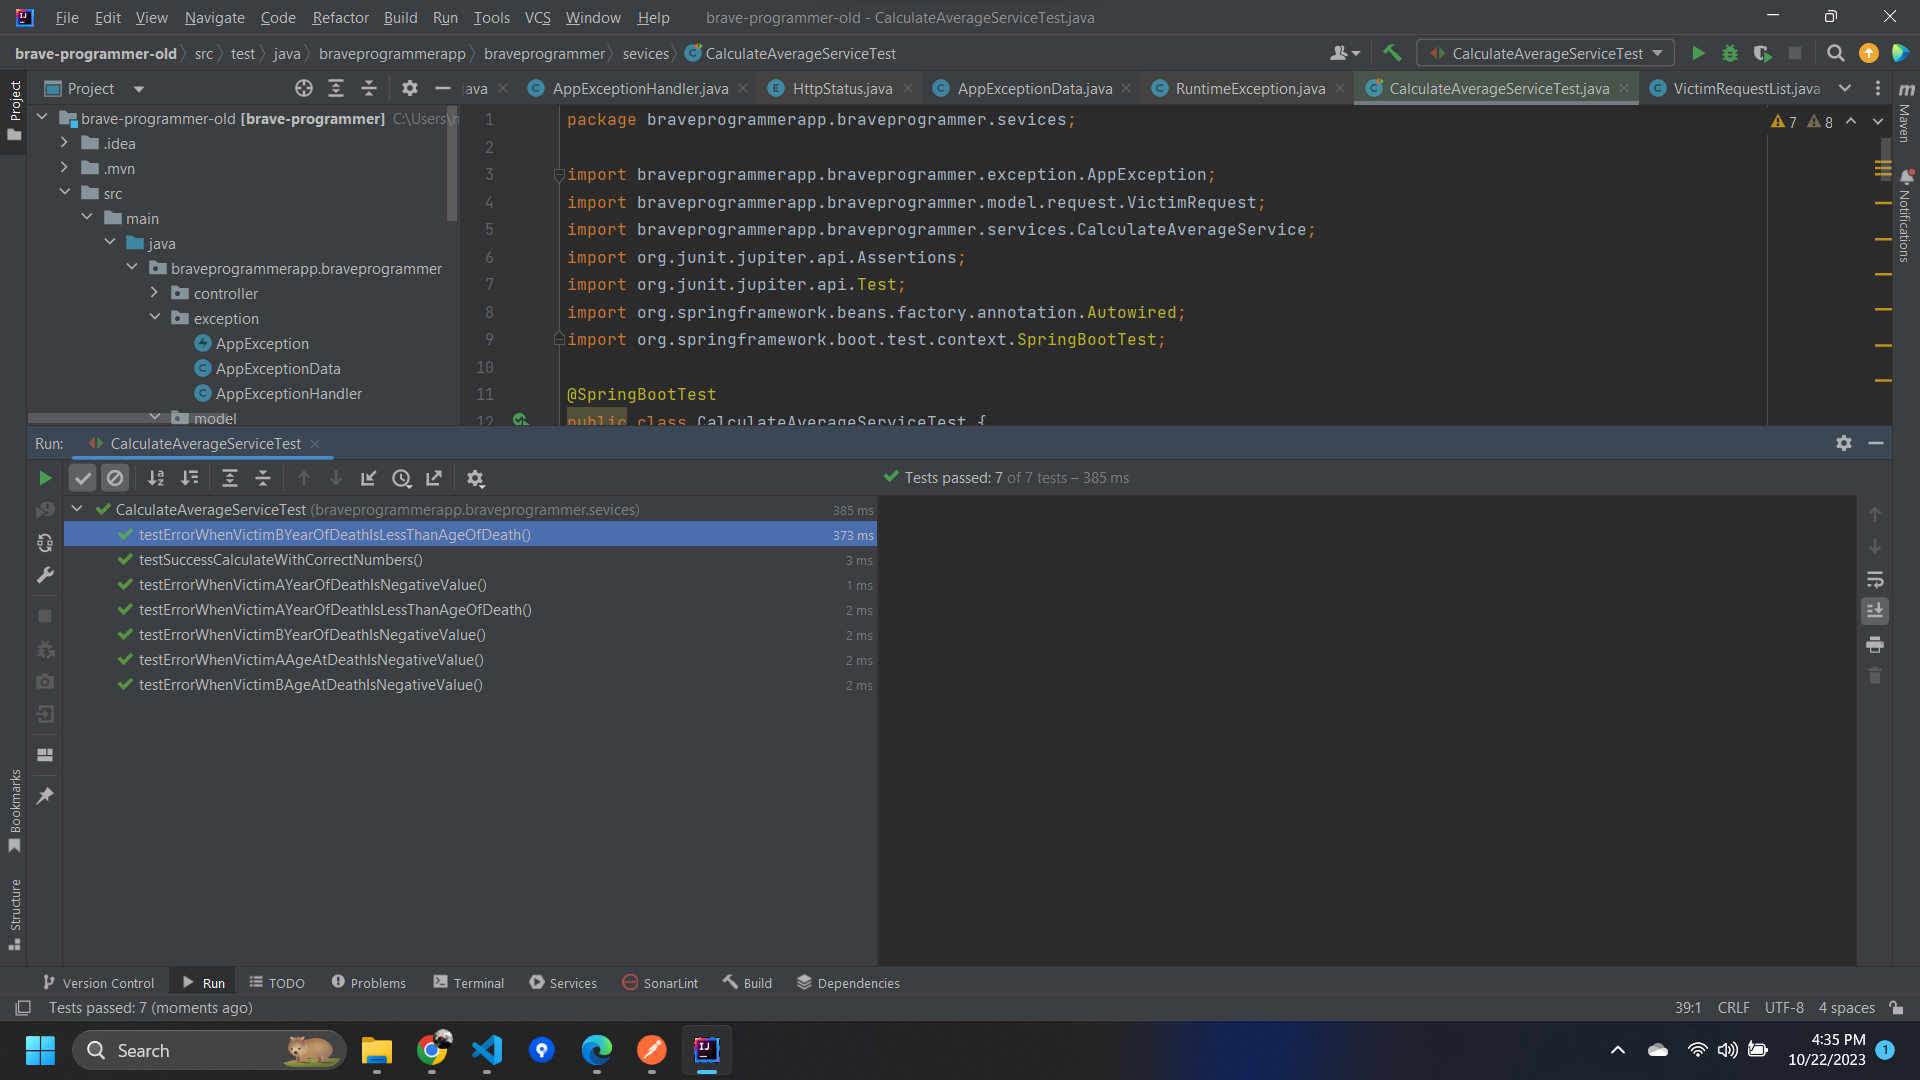 File Edit View Navigate Code Refactor Build Run Tools VCS Window Help brave-programmer-old - CalculateAverageServiceTest.java
brave-programmer-old src test java braveprogrammerapp braveprogrammer sevices CalculateAverageServiceTest CalculateAverageServiceTest
Project Project java AppExceptionHandler.java HttpStatus.java AppExceptionData.java RuntimeException.java CalculateAverageServiceTest.java VictimRequestList.java
Maven
Notifications
brave-programmer-old [brave-programmer] C:\Users\
.idea
.mvn
src
main
java
braveprogrammerapp.braveprogrammer
controller
exception
AppException
AppExceptionData
AppExceptionHandler
model
7 8
1 package braveprogrammerapp.braveprogrammer.sevices;
2
3 import braveprogrammerapp.braveprogrammer.exception.AppException;
4 import braveprogrammerapp.braveprogrammer.model.request.VictimRequest;
5 import braveprogrammerapp.braveprogrammer.services.CalculateAverageService;
6 import org.junit.jupiter.api.Assertions;
7 import org.junit.jupiter.api.Test;
8 import org.springframework.beans.factory.annotation.Autowired;
9 import org.springframework.boot.test.context.SpringBootTest;
10
11 @SpringBootTest
12 public class CalculateAverageServiceTest {
Run: CalculateAverageServiceTest
Tests passed: 7 of 7 tests – 385 ms
CalculateAverageServiceTest (braveprogrammerapp.braveprogrammer.sevices) 385 ms
testErrorWhenVictimBYearOfDeathIsLessThanAgeOfDeath() 373 ms
testSuccessCalculateWithCorrectNumbers() 3 ms
testErrorWhenVictimAYearOfDeathIsNegativeValue() 1 ms
testErrorWhenVictimAYearOfDeathIsLessThanAgeOfDeath() 2 ms
testErrorWhenVictimBYearOfDeathIsNegativeValue() 2 ms
testErrorWhenVictimAAgeAtDeathIsNegativeValue() 2 ms
testErrorWhenVictimBAgeAtDeathIsNegativeValue() 2 ms
Bookmarks
Structure
Version Control Run TODO Problems Terminal Services SonarLint Build Dependencies
Tests passed: 7 (moments ago) 39:1 CRLF UTF-8 4 spaces
Search
4:35 PM
10/22/2023
1